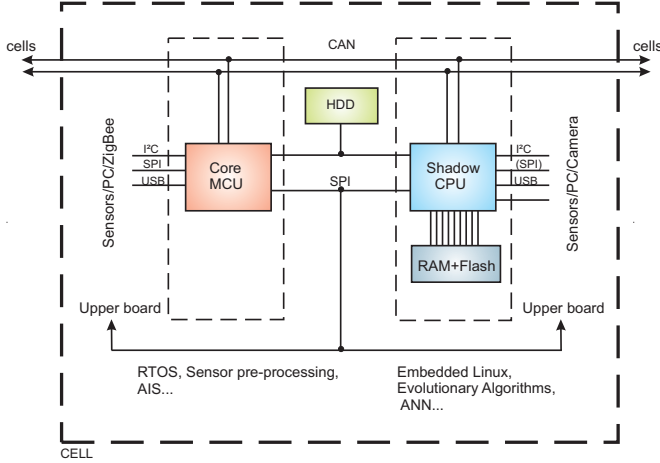 CAN
cells
cells
HDD
Sensors/PC/ZigBee
I²C
SPI
USB
Core
MCU
SPI
Shadow
CPU
I²C
(SPI)
USB
Sensors/PC/Camera
RAM+Flash
Upper board
Upper board
RTOS, Sensor pre-processing,
AIS...
Embedded Linux,
Evolutionary Algorithms,
ANN...
CELL